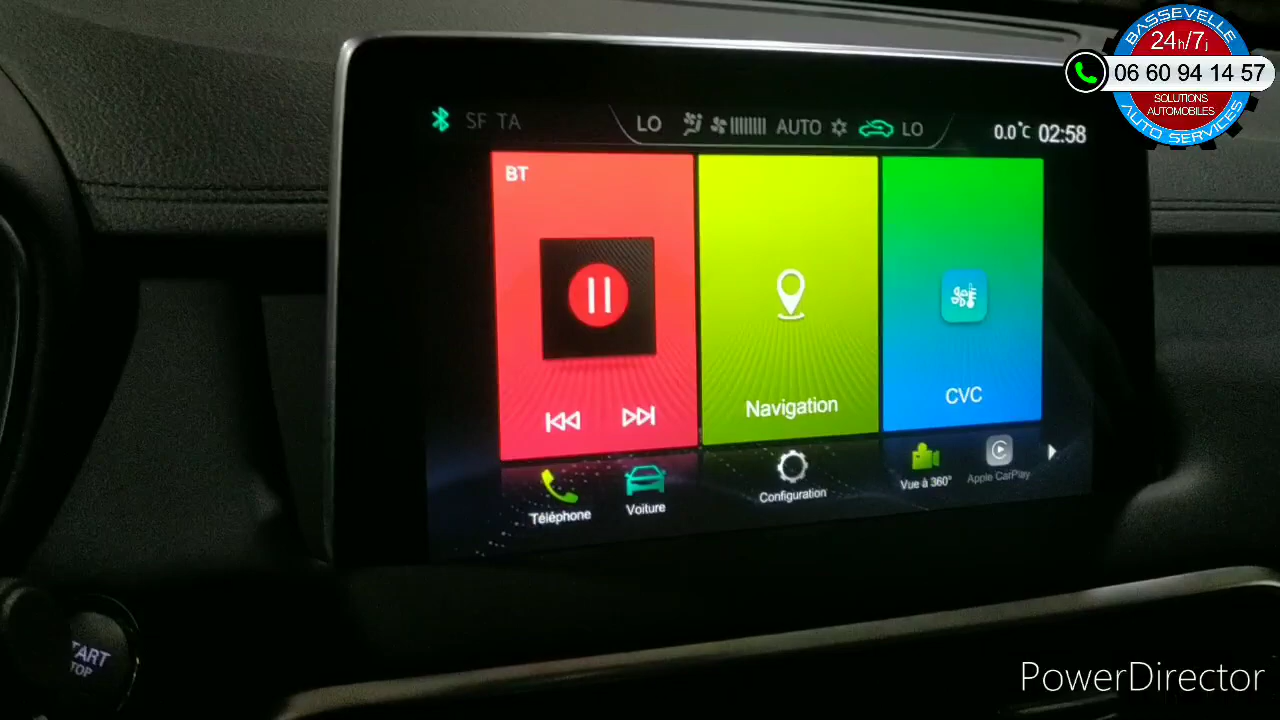 BASSEVELLE
24h/7j
06 60 94 14 57
SOLUTIONS
AUTOMOBILES
AUTO SERVICES
SF TA
LO
AUTO
LO
0.0°C 02:58
BT
Navigation
CVC
Téléphone
Voiture
Configuration
Vue à 360°
Apple CarPlay
START
STOP
PowerDirector